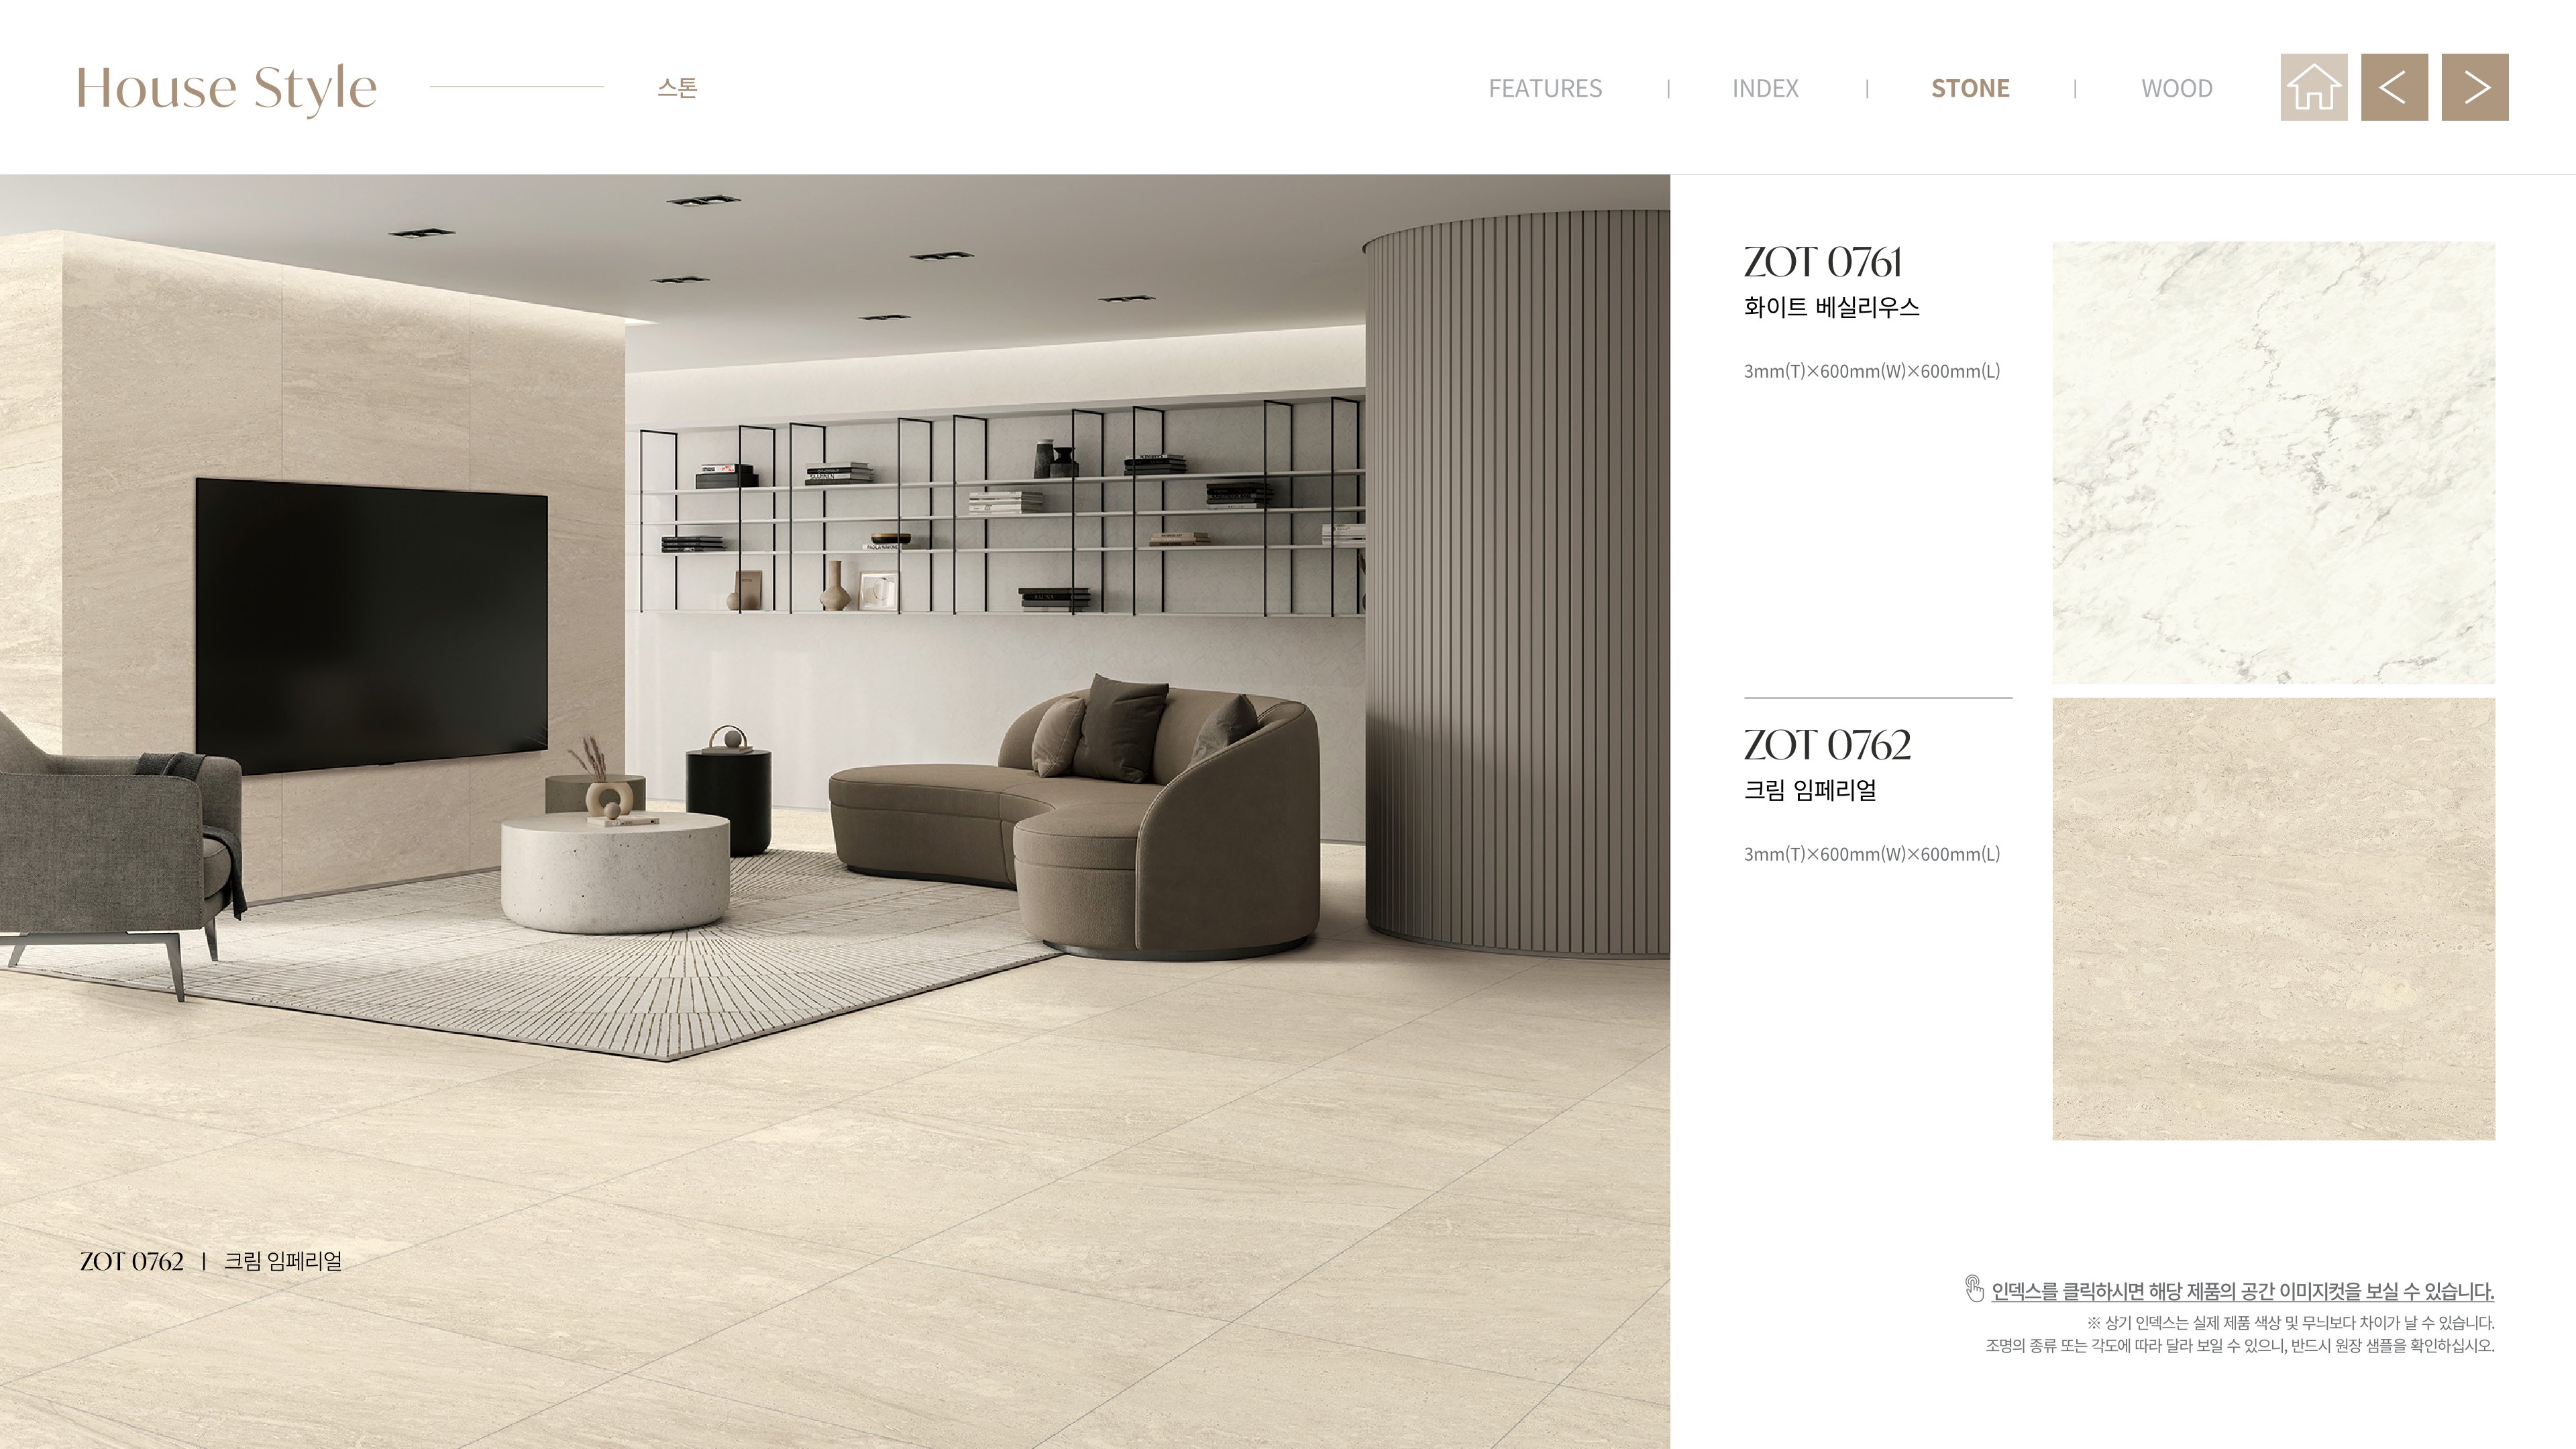 House Style
스톤
FEATURES | INDEX | STONE | WOOD
ZOT 0761
화이트 베실리우스
3mm(T)×600mm(W)×600mm(L)
ZOT 0762
크림 임페리얼
3mm(T)×600mm(W)×600mm(L)
ZOT 0762 | 크림 임페리얼
인덱스를 클릭하시면 해당 제품의 공간 이미지컷을 보실 수 있습니다.
※ 상기 인덱스는 실제 제품 색상 및 무늬보다 차이가 날 수 있습니다.
조명의 종류 또는 각도에 따라 달라 보일 수 있으니, 반드시 원장 샘플을 확인하십시오.